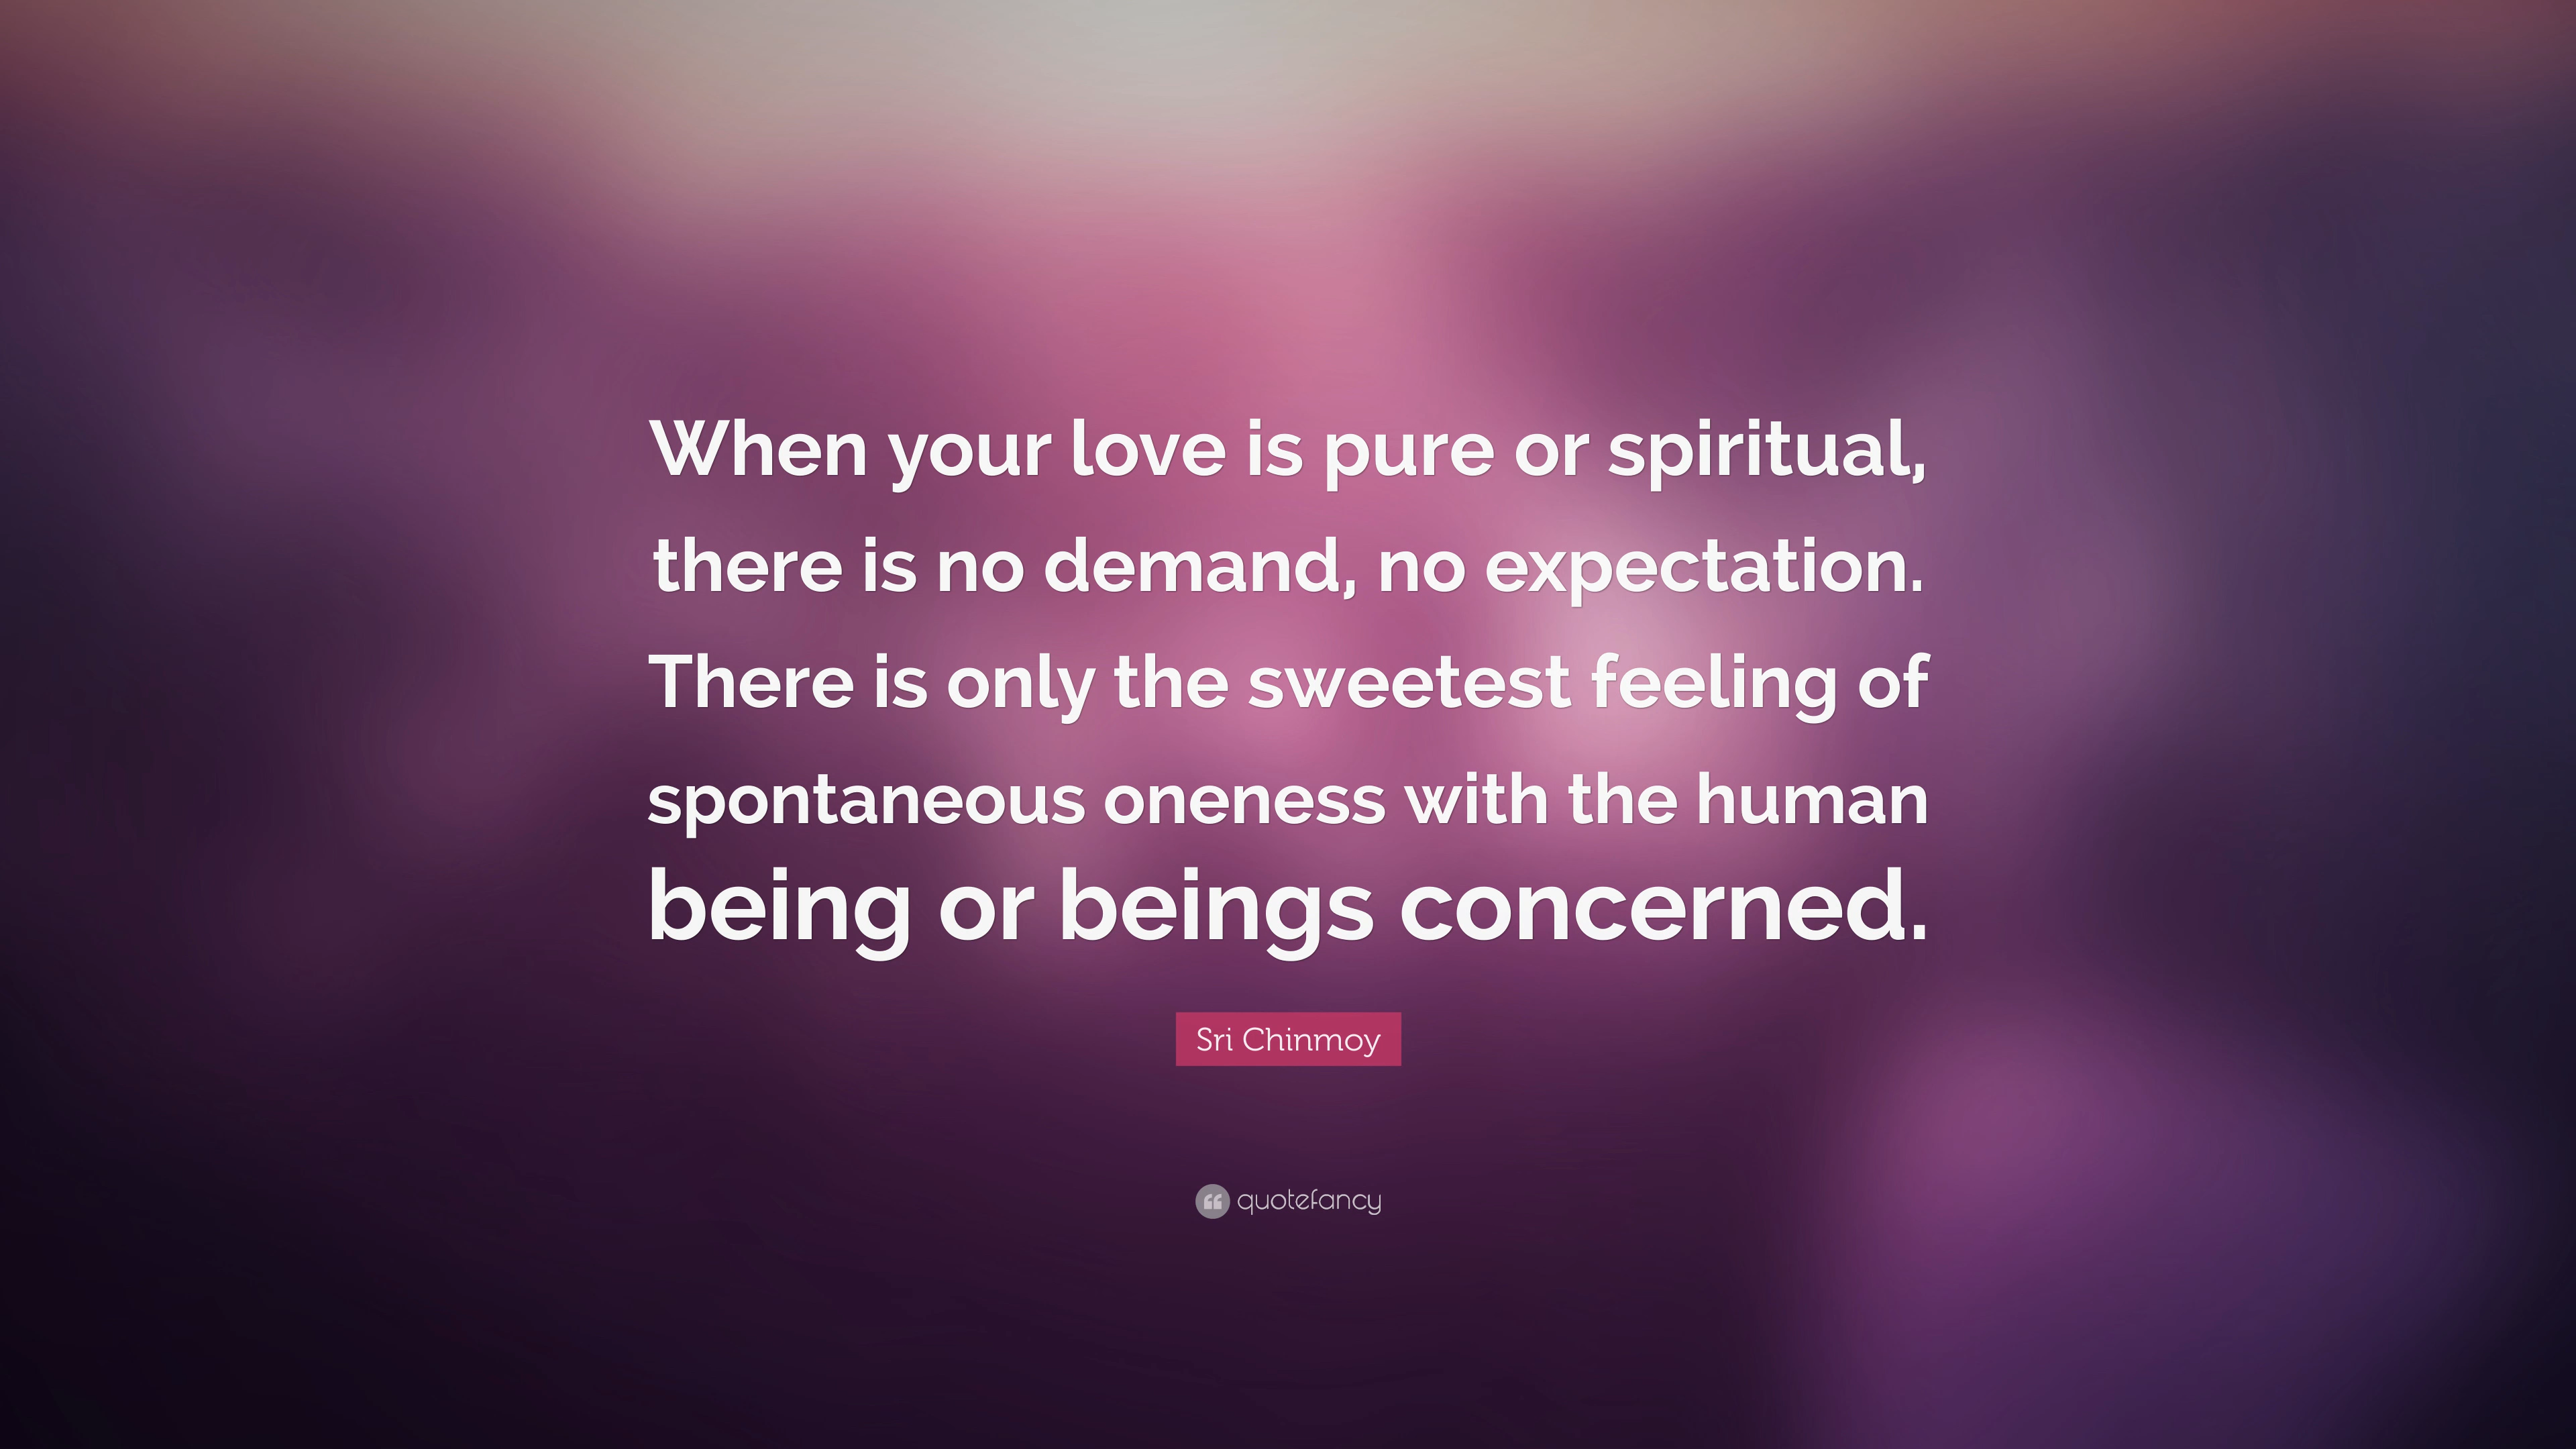 When your love is pure or spiritual,
there is no demand, no expectation.
There is only the sweetest feeling of
spontaneous oneness with the human
being or beings concerned.
Sri Chinmoy
quotefancy